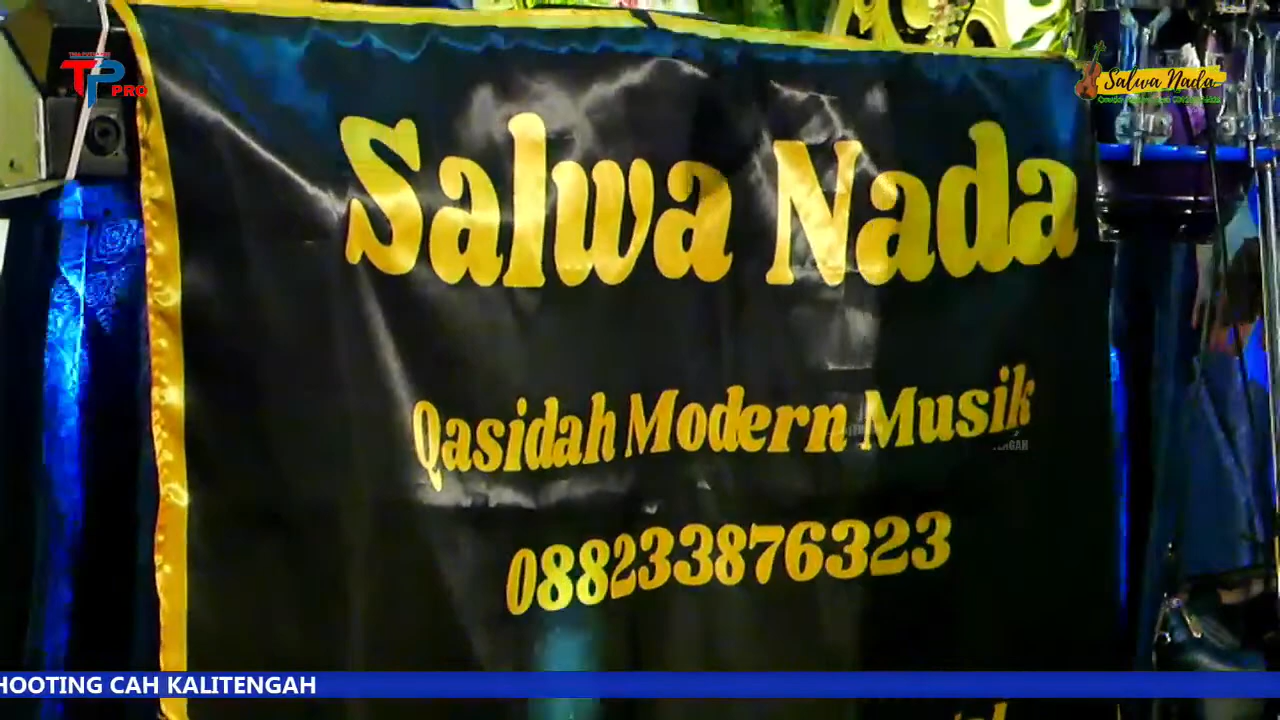 TP
PRO
Salwa Nada
Salwa Nada
Qasidah Modern Musik
088233876323
HOOTING CAH KALITENGAH